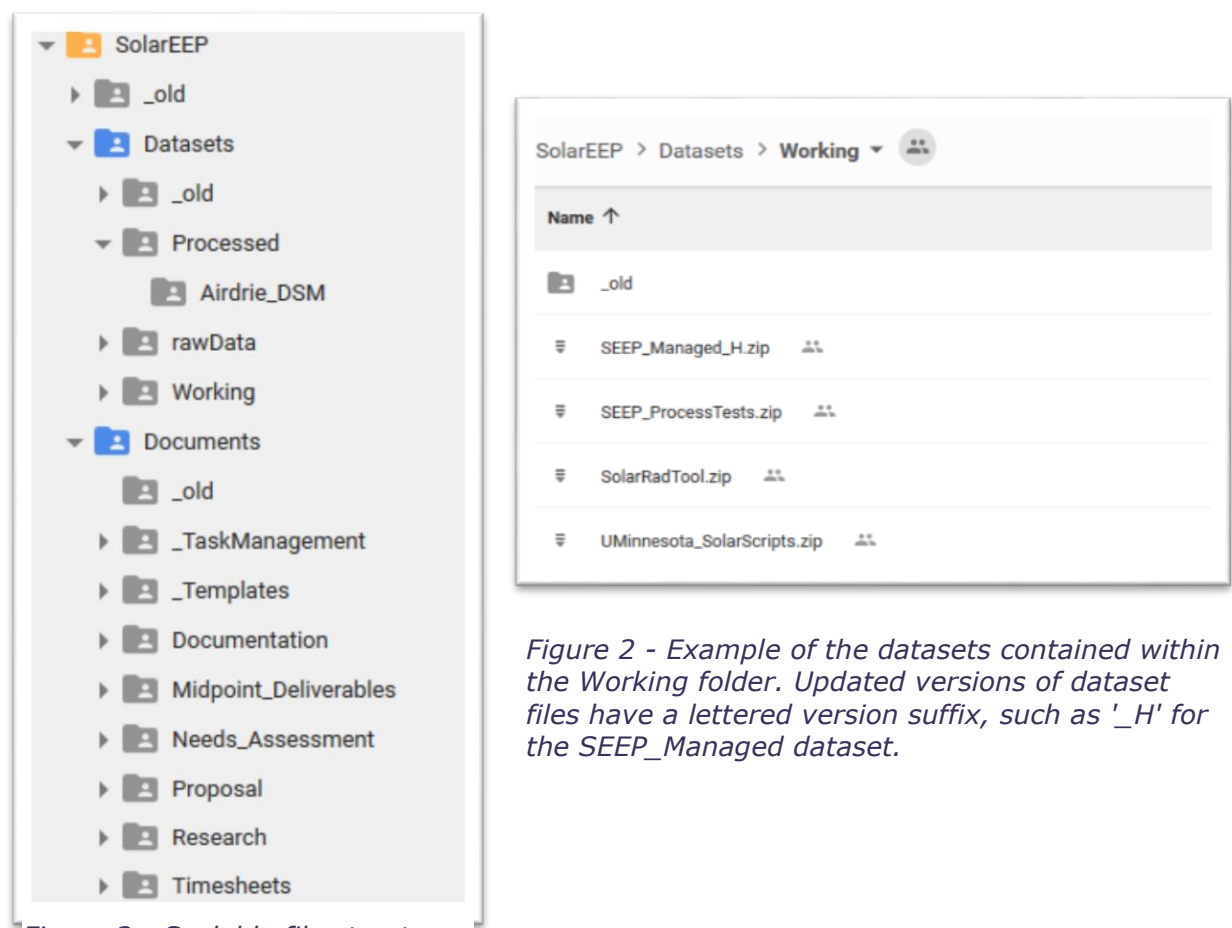 SolarEEP
_old
Datasets
_old
Processed
Airdrie_DSM
rawData
Working
Documents
_old
_TaskManagement
_Templates
Documentation
Midpoint_Deliverables
Needs_Assessment
Proposal
Research
Timesheets
SolarEEP > Datasets > Working
Name ↑
_old
SEEP_Managed_H.zip
SEEP_ProcessTests.zip
SolarRadTool.zip
UMinnesota_SolarScripts.zip
Figure 2 - Example of the datasets contained within
the Working folder. Updated versions of dataset
files have a lettered version suffix, such as '_H' for
the SEEP_Managed dataset.